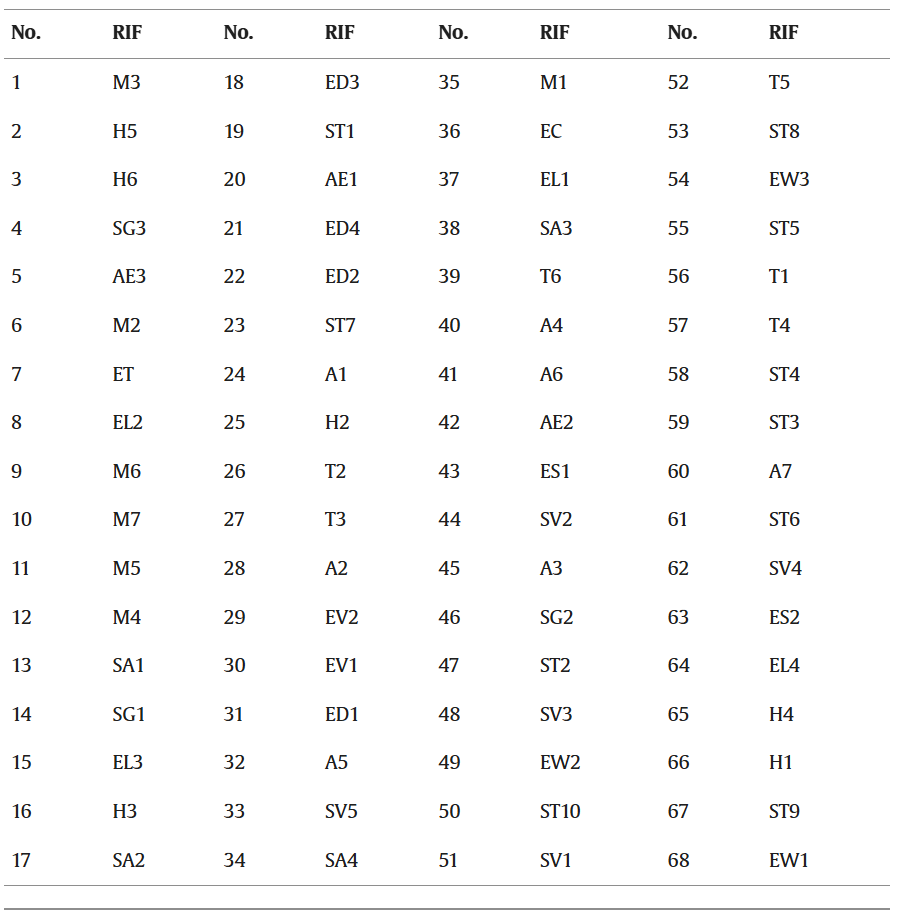 No. RIF No. RIF No. RIF No. RIF
1 M3 18 ED3 35 M1 52 T5
2 H5 19 ST1 36 EC 53 ST8
3 H6 20 AE1 37 EL1 54 EW3
4 SG3 21 ED4 38 SA3 55 ST5
5 AE3 22 ED2 39 T6 56 T1
6 M2 23 ST7 40 A4 57 T4
7 ET 24 A1 41 A6 58 ST4
8 EL2 25 H2 42 AE2 59 ST3
9 M6 26 T2 43 ES1 60 A7
10 M7 27 T3 44 SV2 61 ST6
11 M5 28 A2 45 A3 62 SV4
12 M4 29 EV2 46 SG2 63 ES2
13 SA1 30 EV1 47 ST2 64 EL4
14 SG1 31 ED1 48 SV3 65 H4
15 EL3 32 A5 49 EW2 66 H1
16 H3 33 SV5 50 ST10 67 ST9
17 SA2 34 SA4 51 SV1 68 EW1